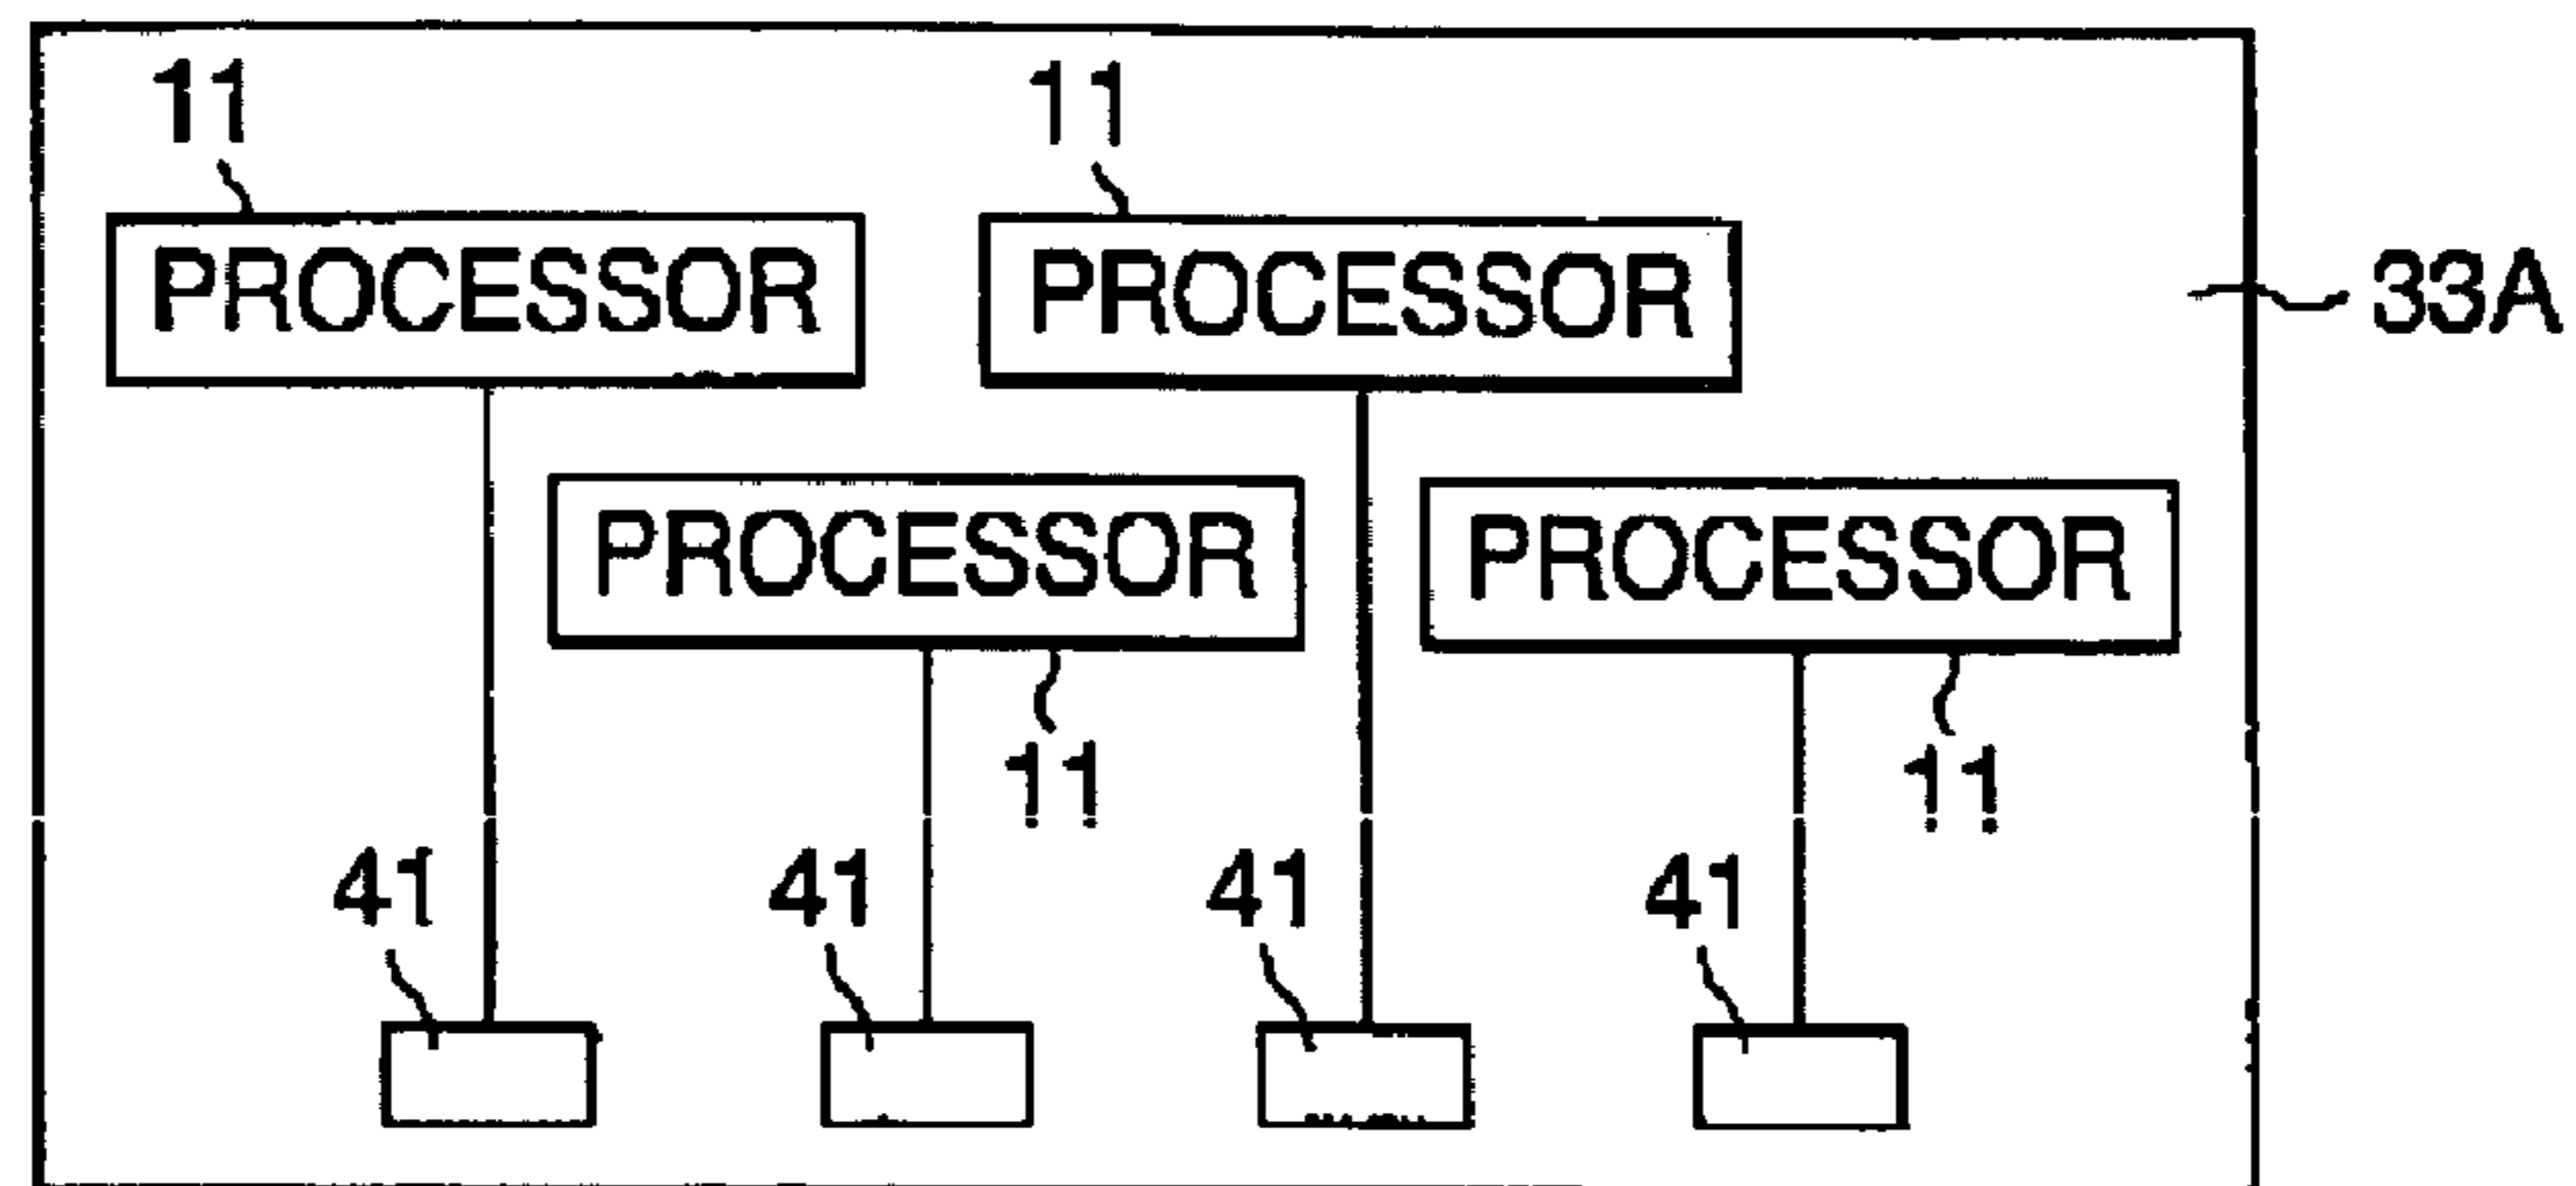 11 11
PROCESSOR PROCESSOR 33A
PROCESSOR PROCESSOR
11 11
41 41 41 41